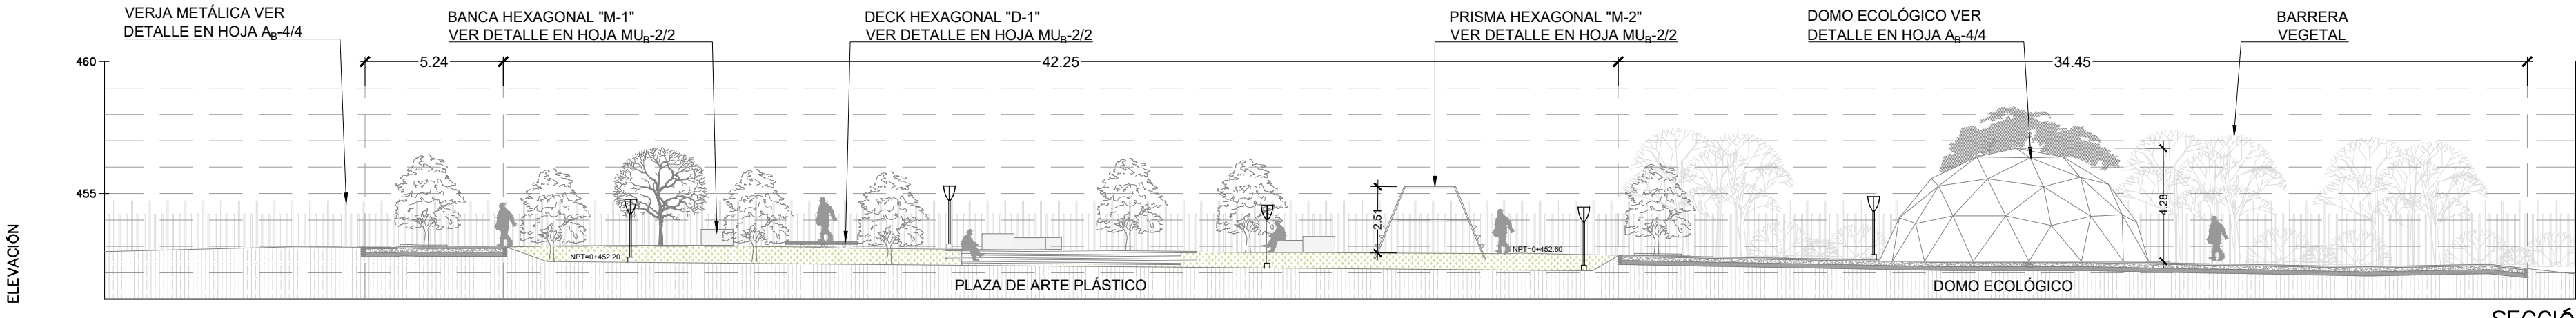 VERJA METÁLICA VER
DETALLE EN HOJA AB-4/4
BANCA HEXAGONAL "M-1"
VER DETALLE EN HOJA MUB-2/2
DECK HEXAGONAL "D-1"
VER DETALLE EN HOJA MUB-2/2
PRISMA HEXAGONAL "M-2"
VER DETALLE EN HOJA MUB-2/2
DOMO ECOLÓGICO VER
DETALLE EN HOJA AB-4/4
BARRERA
VEGETAL
460
5.24
42.25
34.45
455
2.51
4.28
ELEVACIÓN
NPT=0+452.20
NPT=0+452.60
PLAZA DE ARTE PLÁSTICO
DOMO ECOLÓGICO